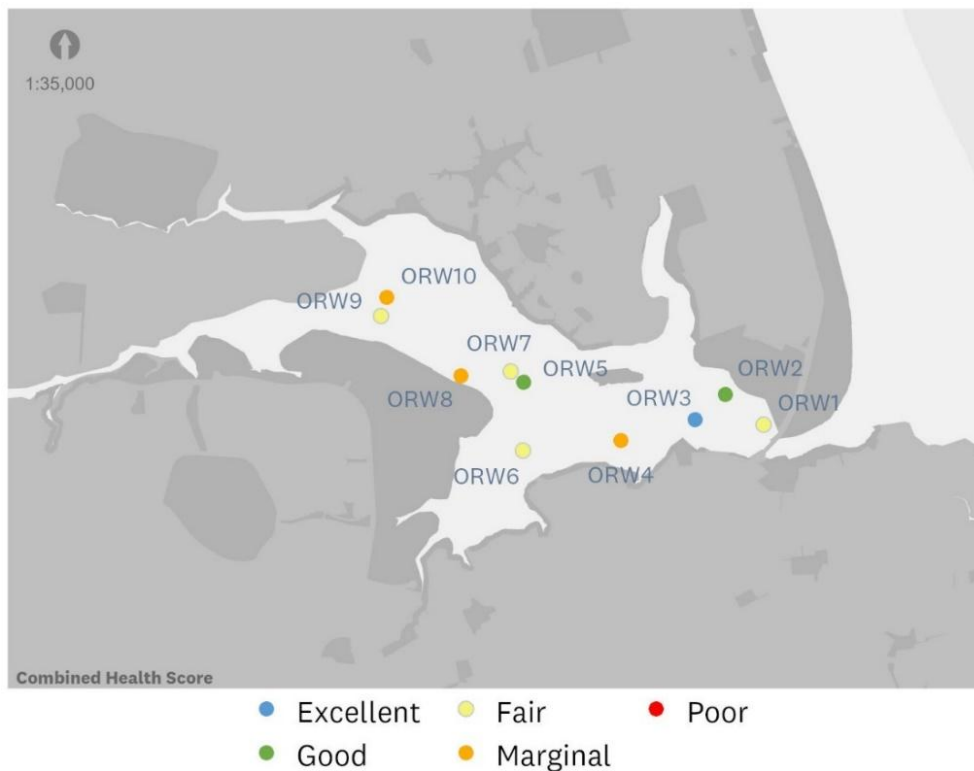 1:35,000
ORW10
ORW9
ORW7
ORW5
ORW8
ORW2
ORW3
ORW1
ORW4
ORW6
Combined Health Score
Excellent Fair Poor
Good Marginal